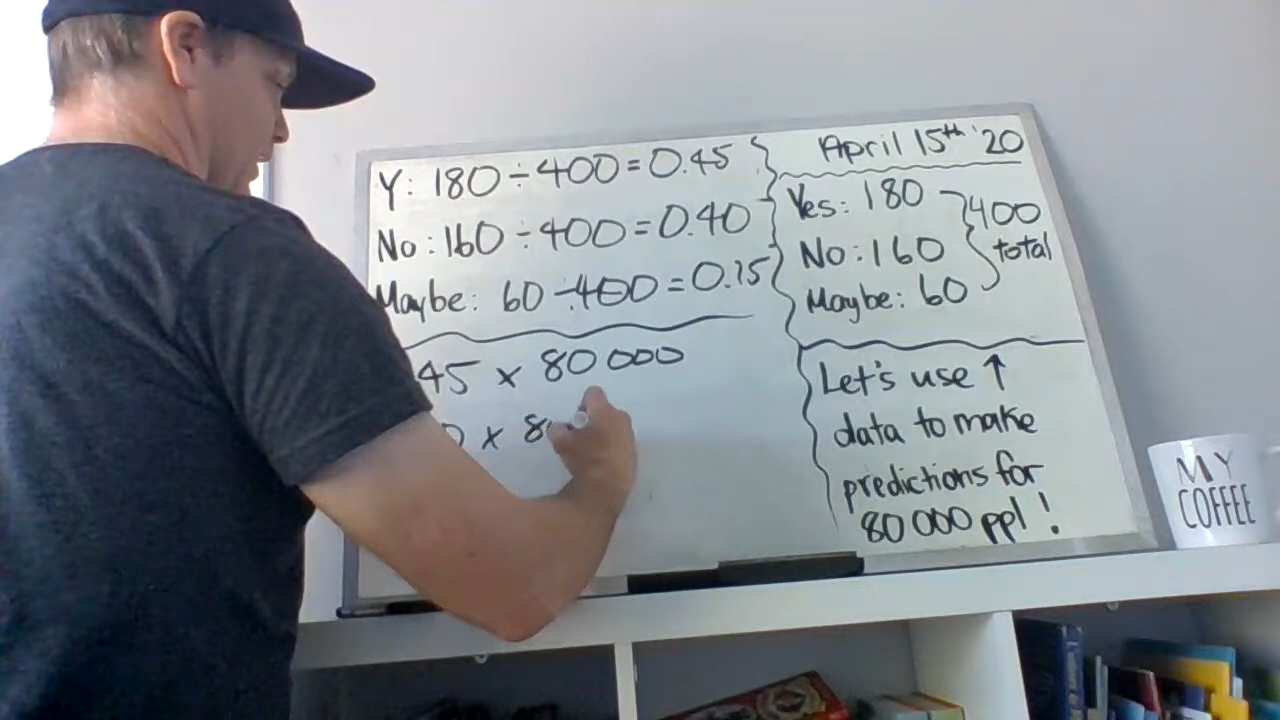 Y: 180 ÷ 400 = 0.45
No: 160 ÷ 400 = 0.40
Maybe: 60 ÷ 400 = 0.15
45 × 80 000
0 × 80
April 15th '20
Yes: 180
No: 160
Maybe: 60
400
total
Let's use ↑
data to make
predictions for
80 000 ppl!
MY
COFFEE